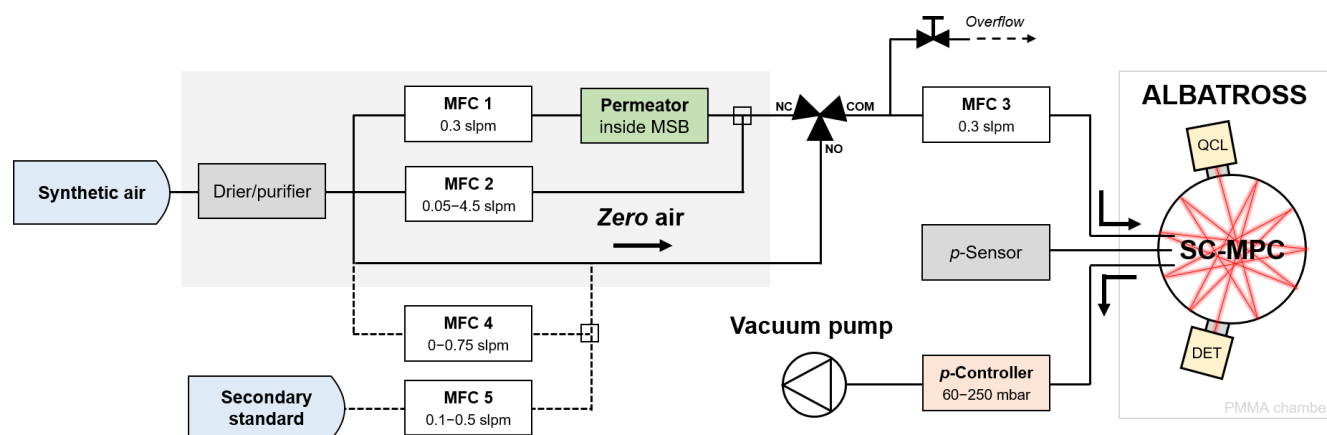 Overflow
ALBATROSS
MFC 1
0.3 slpm
Permeator
inside MSB
NC
COM
NO
MFC 3
0.3 slpm
QCL
Synthetic air
Drier/purifier
MFC 2
0.05–4.5 slpm
Zero air
p-Sensor
SC-MPC
MFC 4
0–0.75 slpm
Vacuum pump
DET
Secondary
standard
MFC 5
0.1–0.5 slpm
p-Controller
60–250 mbar
PMMA chamber